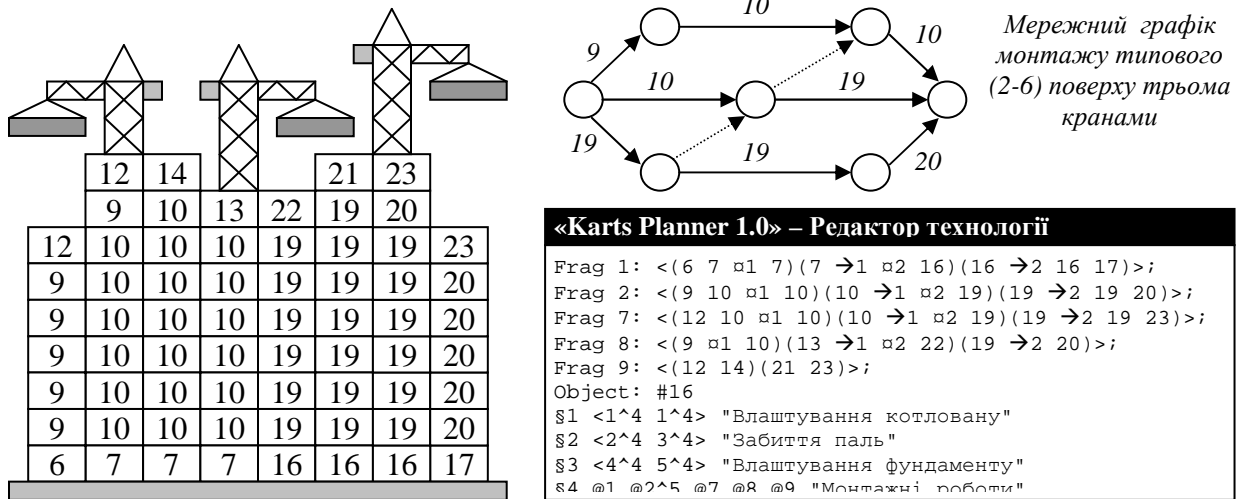 12 14 21 23
9 10 13 22 19 20
12 10 10 10 19 19 19 23
9 10 10 10 19 19 19 20
9 10 10 10 19 19 19 20
9 10 10 10 19 19 19 20
9 10 10 10 19 19 19 20
9 10 10 10 19 19 19 20
6 7 7 7 16 16 16 17
10
9
10
10
19
19
19
20
Мережний графік
монтажу типового
(2-6) поверху трьома
кранами
«Karts Planner 1.0» – Редактор технології
Frag 1: <(6 7 ¤1 7)(7 →1 ¤2 16)(16 →2 16 17)>;
Frag 2: <(9 10 ¤1 10)(10 →1 ¤2 19)(19 →2 19 20)>;
Frag 7: <(12 10 ¤1 10)(10 →1 ¤2 19)(19 →2 19 23)>;
Frag 8: <(9 ¤1 10)(13 →1 ¤2 22)(19 →2 20)>;
Frag 9: <(12 14)(21 23)>;
Object: #16
§1 <1^4 1^4> "Влаштування котловану"
§2 <2^4 3^4> "Забиття паль"
§3 <4^4 5^4> "Влаштування фундаменту"
§4 @1 @2^5 @7 @8 @9 "Монтажні роботи"